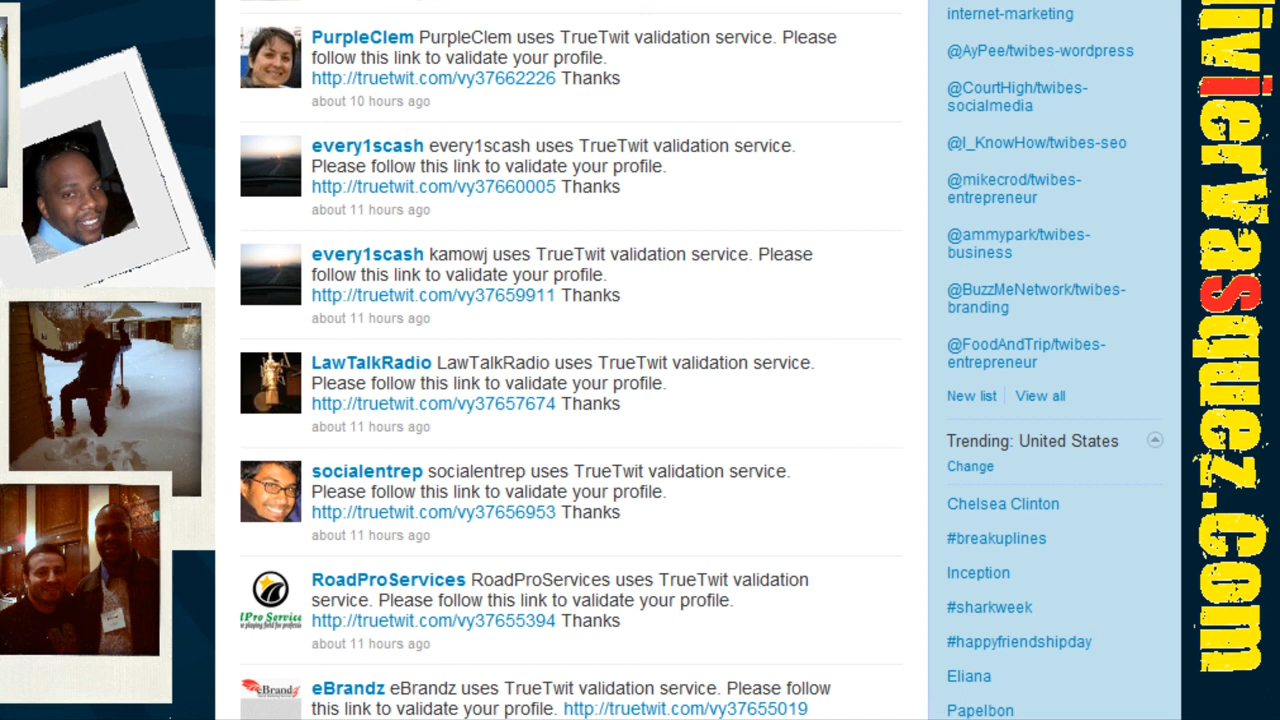 PurpleClem PurpleClem uses TrueTwit validation service. Please
follow this link to validate your profile.
http://truetwit.com/vy37662226 Thanks
about 10 hours ago
every1scash every1scash uses TrueTwit validation service.
Please follow this link to validate your profile.
http://truetwit.com/vy37660005 Thanks
about 11 hours ago
every1scash kamowj uses TrueTwit validation service. Please
follow this link to validate your profile.
http://truetwit.com/vy37659911 Thanks
about 11 hours ago
LawTalkRadio LawTalkRadio uses TrueTwit validation service.
Please follow this link to validate your profile.
http://truetwit.com/vy37657674 Thanks
about 11 hours ago
socialentrep socialentrep uses TrueTwit validation service.
Please follow this link to validate your profile.
http://truetwit.com/vy37656953 Thanks
about 11 hours ago
RoadProServices RoadProServices uses TrueTwit validation
service. Please follow this link to validate your profile.
http://truetwit.com/vy37655394 Thanks
about 11 hours ago
eBrandz
eBrandz eBrandz uses TrueTwit validation service. Please follow
this link to validate your profile. http://truetwit.com/vy37655019
internet-marketing
@AyPee/twibes-wordpress
@CourtHigh/twibes-
socialmedia
@I_KnowHow/twibes-seo
@mikecrod/twibes-
entrepreneur
@ammypark/twibes-
business
@BuzzMeNetwork/twibes-
branding
@FoodAndTrip/twibes-
entrepreneur
New list View all
Trending: United States
Change
Chelsea Clinton
#breakuplines
Inception
#sharkweek
#happyfriendshipday
Eliana
Papelbon
iviervasquez.com